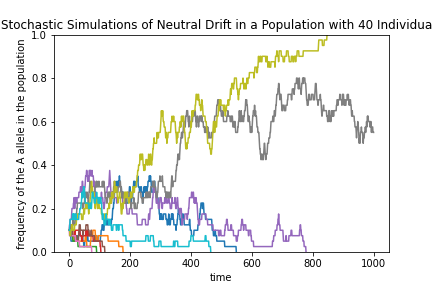 Stochastic Simulations of Neutral Drift in a Population with 40 Individua
frequency of the A allele in the population
1.0
0.8
0.6
0.4
0.2
0.0
0 200 400 600 800 1000
time